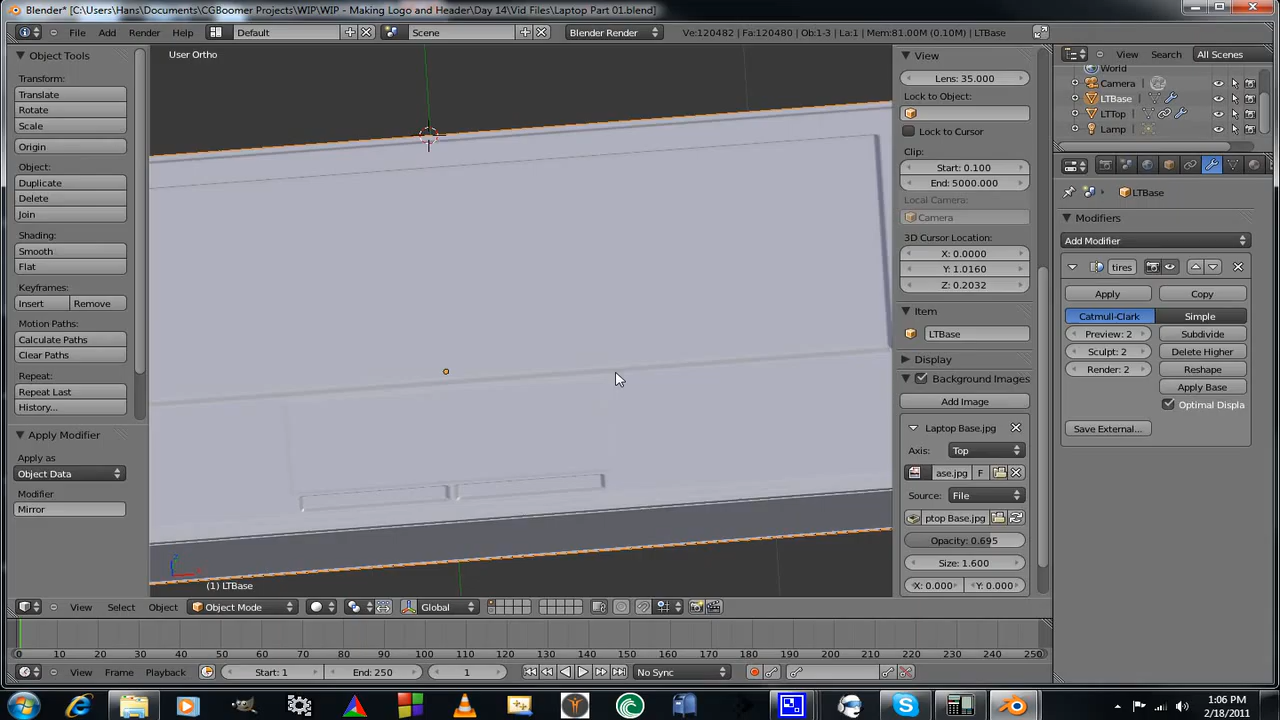 Blender* [C:\Users\Hans\Documents\CGBoomer Projects\WIP\WIP - Making Logo and Header\Day 14\Vid Files\Laptop Part 01.blend]
File Add Render Help Default Scene Blender Render Ve:120482 | Fa:120480 | Ob:1-3 | La:1 | Mem:81.00M (0.10M) | LTBase
Object Tools
Transform:
Translate
Rotate
Scale
Origin
Object:
Duplicate
Delete
Join
Shading:
Smooth
Flat
Keyframes:
Insert Remove
Motion Paths:
Calculate Paths
Clear Paths
Repeat:
Repeat Last
History...
Apply Modifier
Apply as
Object Data
Modifier
Mirror
User Ortho
(1) LTBase
View Select Object Object Mode Global
View
Lens: 35.000
Lock to Object:
Lock to Cursor
Clip:
Start: 0.100
End: 5000.000
Local Camera:
Camera
3D Cursor Location:
X: 0.0000
Y: 1.0160
Z: 0.2032
Item
LTBase
Display
Background Images
Add Image
Laptop Base.jpg
Axis: Top
ase.jpg F
Source: File
ptop Base.jpg
Opacity: 0.695
Size: 1.600
X: 0.000 Y: 0.000
View Search All Scenes
World
Camera
LTBase
LTTop
Lamp
LTBase
Modifiers
Add Modifier
tires
Apply Copy
Catmull-Clark Simple
Preview: 2 Subdivide
Sculpt: 2 Delete Higher
Render: 2 Reshape
Apply Base
Optimal Displa
Save External...
0 10 20 30 40 50 60 70 80 90 100 110 120 130 140 150 160 170 180 190 200 210 220 230 240 250
View Frame Playback Start: 1 End: 250 1 No Sync
1:06 PM
2/18/2011